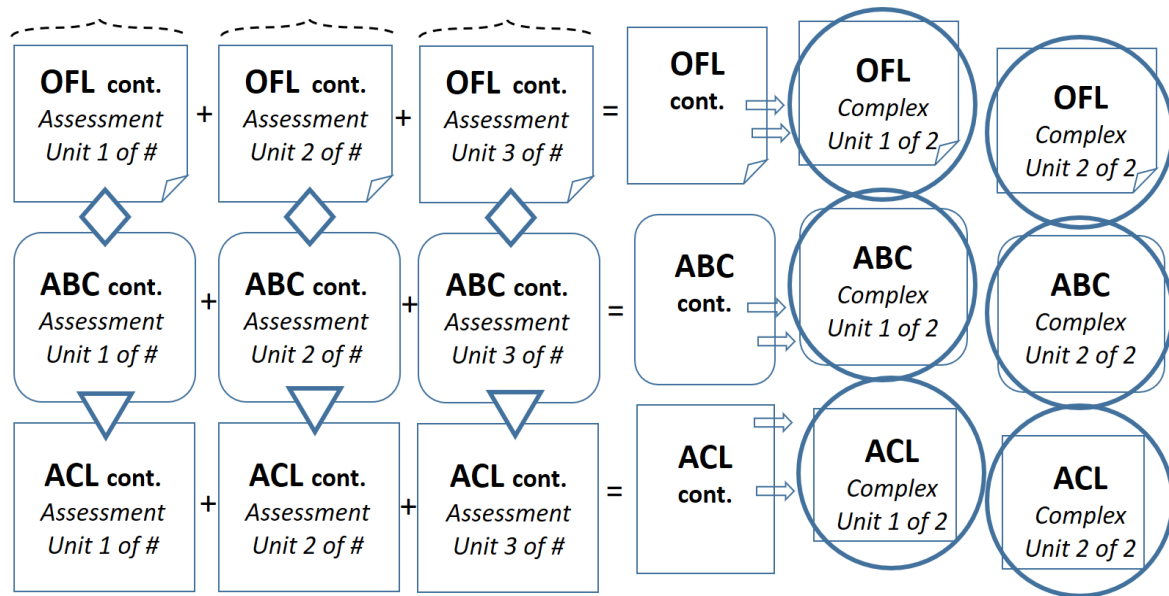 OFL cont.
Assessment
Unit 1 of #
+
OFL cont.
Assessment
Unit 2 of #
+
OFL cont.
Assessment
Unit 3 of #
=
OFL
cont.
OFL
Complex
Unit 1 of 2
OFL
Complex
Unit 2 of 2
ABC cont.
Assessment
Unit 1 of #
+
ABC cont.
Assessment
Unit 2 of #
+
ABC cont.
Assessment
Unit 3 of #
=
ABC
cont.
ABC
Complex
Unit 1 of 2
ABC
Complex
Unit 2 of 2
ACL cont.
Assessment
Unit 1 of #
+
ACL cont.
Assessment
Unit 2 of #
+
ACL cont.
Assessment
Unit 3 of #
=
ACL
cont.
ACL
Complex
Unit 1 of 2
ACL
Complex
Unit 2 of 2